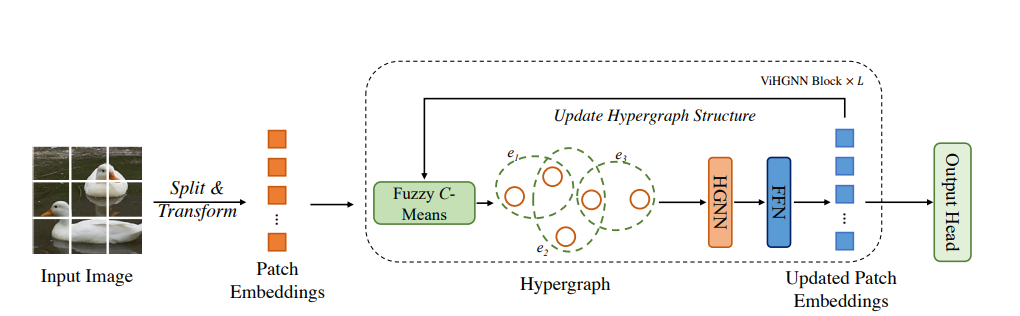 ViHGNN Block × L
Update Hypergraph Structure
Split &
Transform
Fuzzy C-
Means
e1
e2
e3
HGNN
FFN
Output Head
Input Image
Patch
Embeddings
Hypergraph
Updated Patch
Embeddings